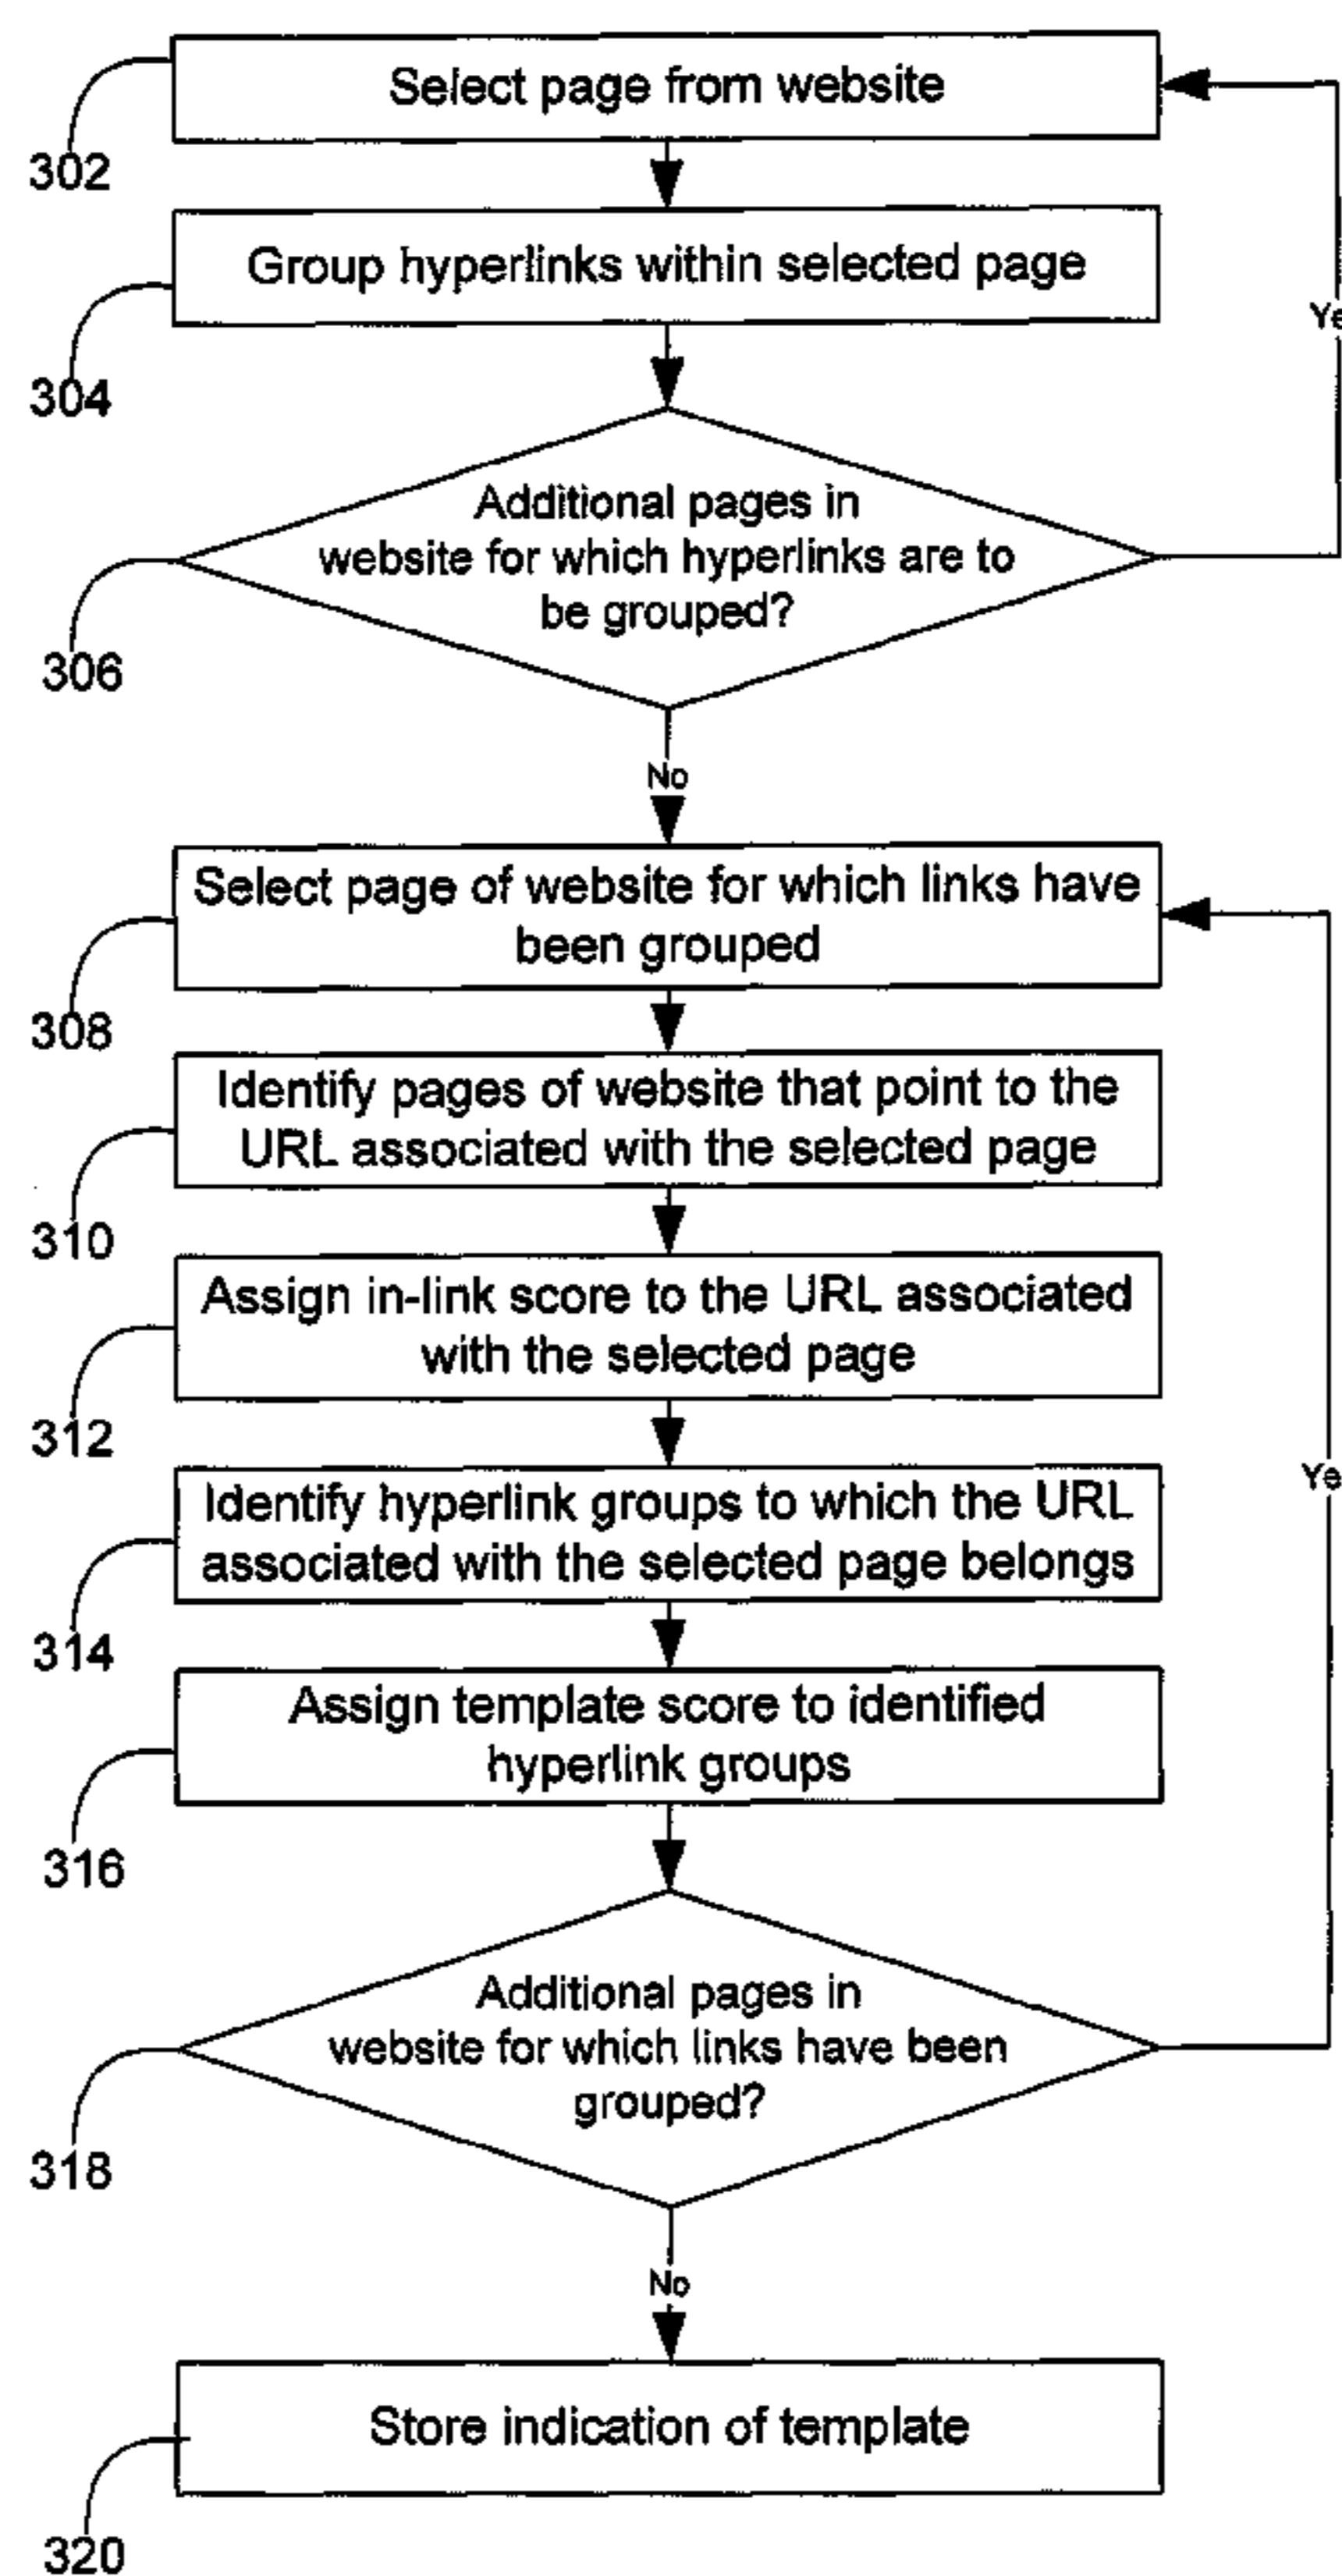 Select page from website
302
Group hyperlinks within selected page
Ye
304
Additional pages in
website for which hyperlinks are to
be grouped?
306
No
Select page of website for which links have
been grouped
308
Identify pages of website that point to the
URL associated with the selected page
310
Assign in-link score to the URL associated
with the selected page
312
Ye
Identify hyperlink groups to which the URL
associated with the selected page belongs
314
Assign template score to identified
hyperlink groups
316
Additional pages in
website for which links have been
grouped?
318
No
Store indication of template
320